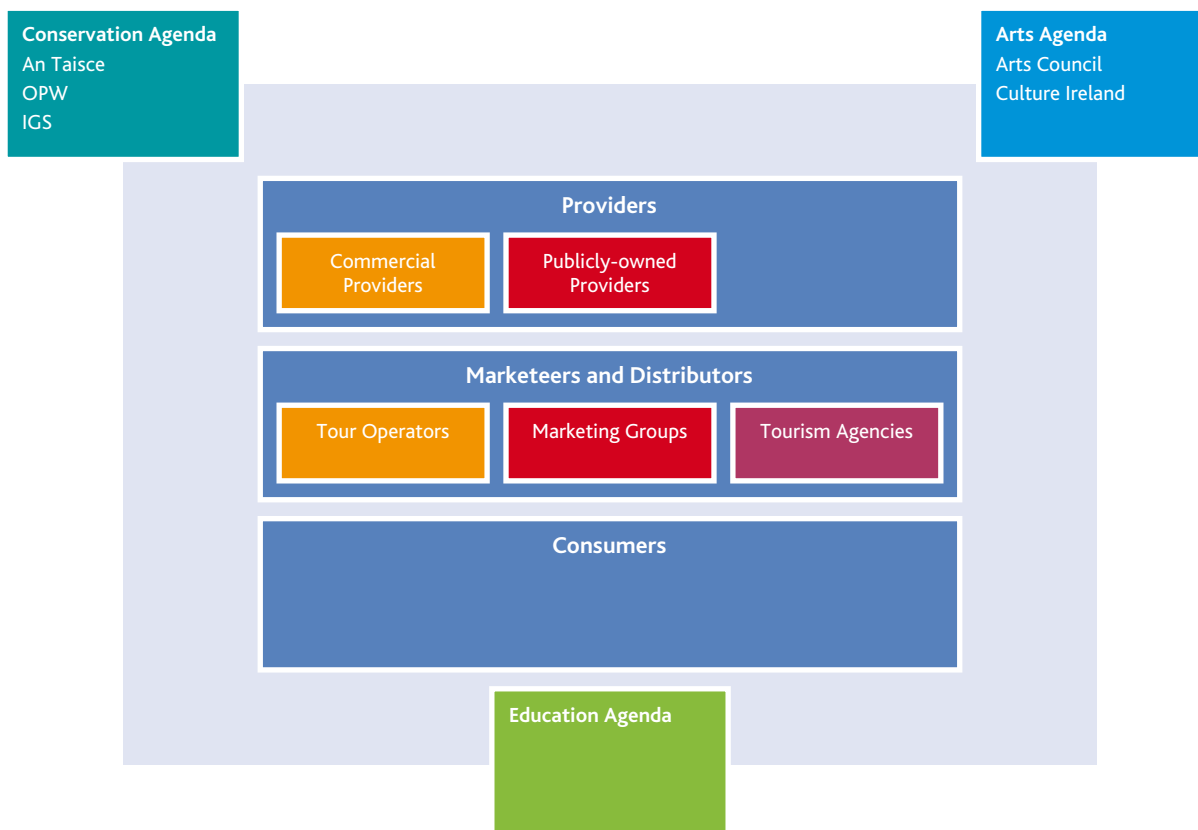 Conservation Agenda
An Taisce
OPW
IGS
Arts Agenda
Arts Council
Culture Ireland
Providers
Commercial
Providers
Publicly-owned
Providers
Marketeers and Distributors
Tour Operators
Marketing Groups
Tourism Agencies
Consumers
Education Agenda